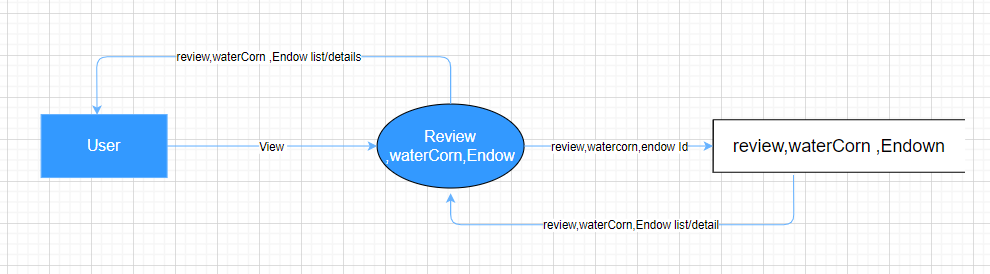 review,waterCorn ,Endow list/details
User
View
Review
,waterCorn,Endow
review,watercorn,endow Id
review,waterCorn ,Endown
review,waterCorn,Endow list/detail